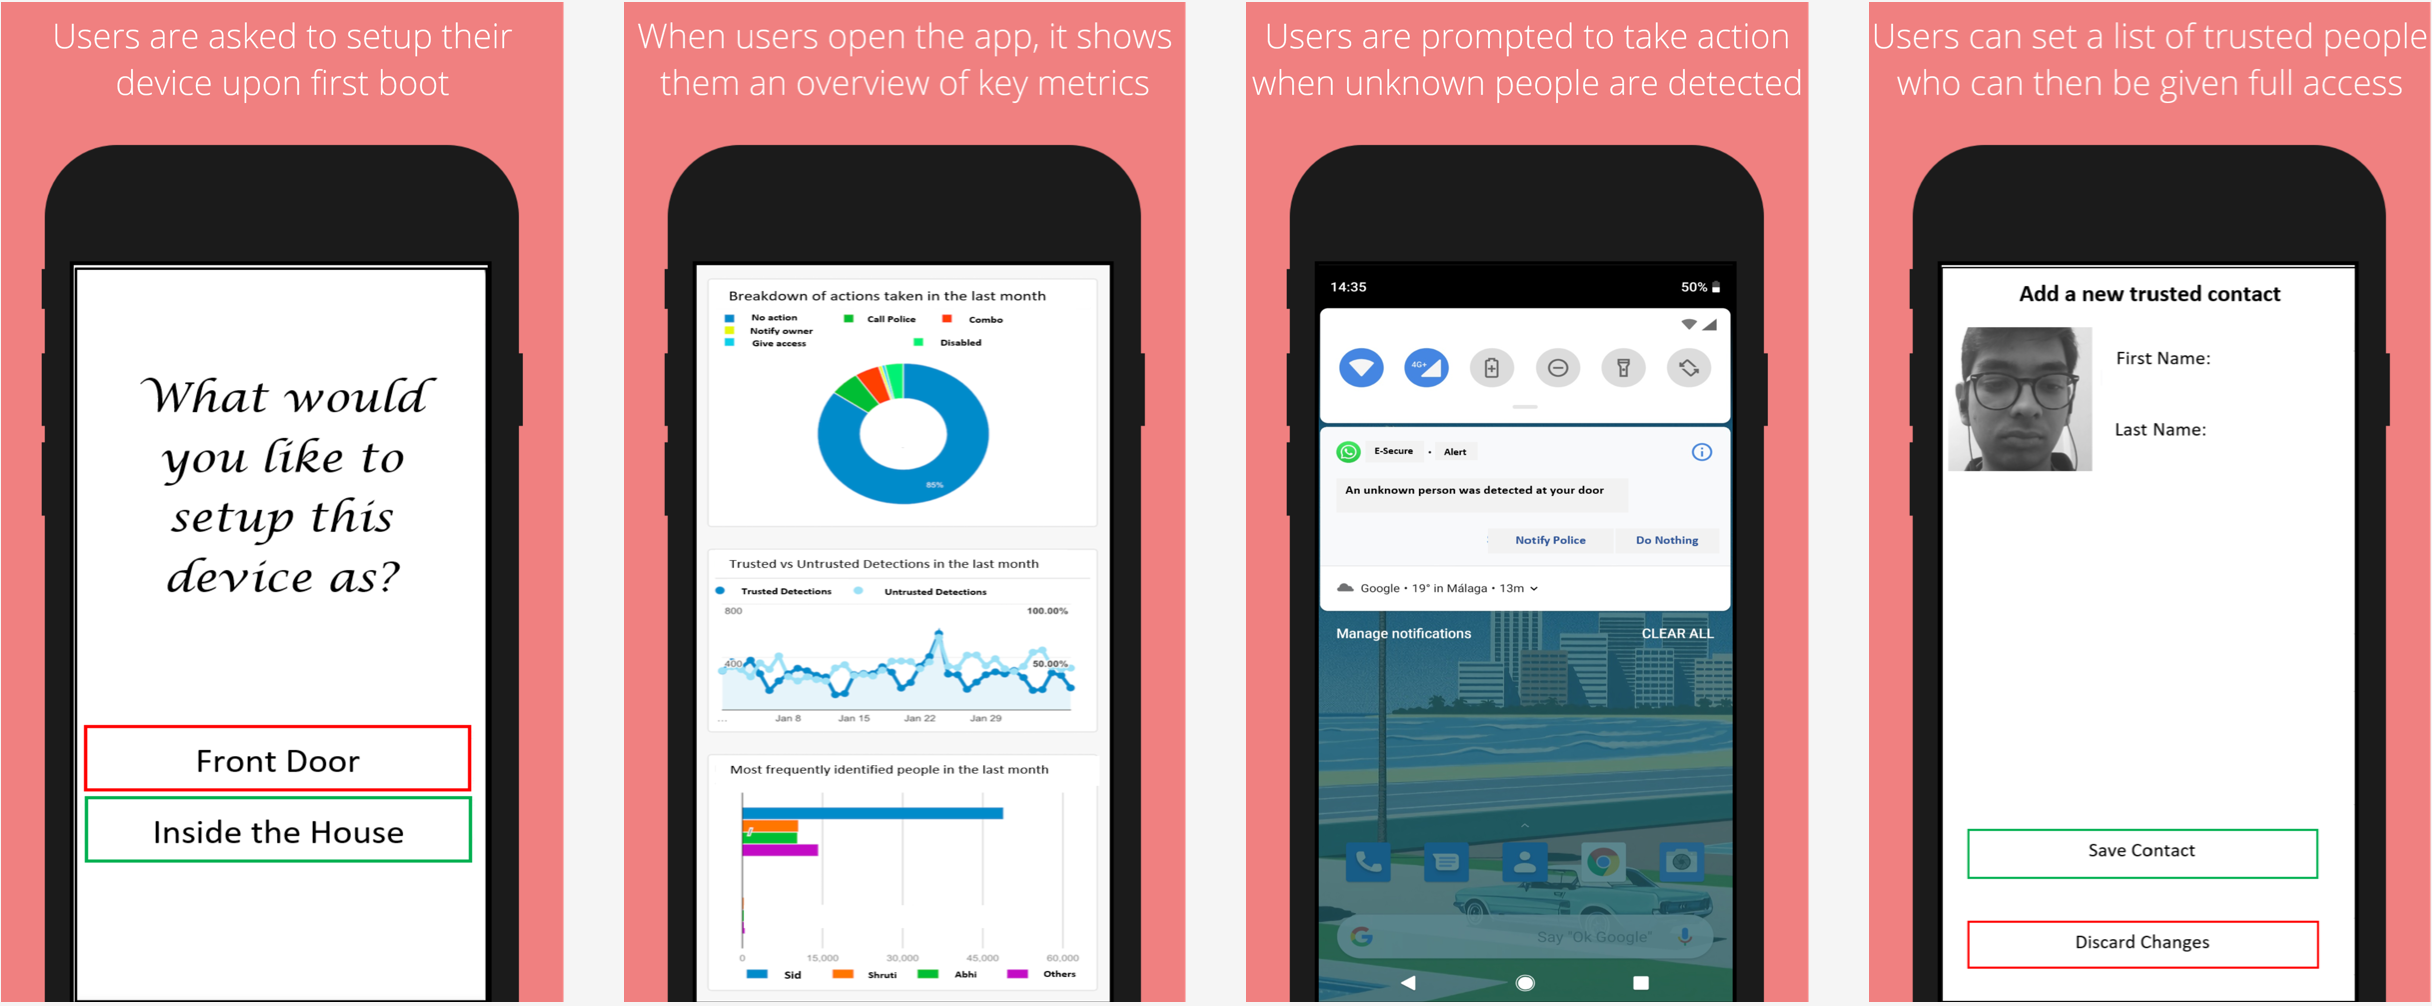 Users are asked to setup their
device upon first boot
What would
you like to
setup this
device as?
Front Door
Inside the House
When users open the app, it shows
them an overview of key metrics
Breakdown of actions taken in the last month
No action
Call Police
Combo
Notify owner
Give access
Disabled
85%
Trusted vs Untrusted Detections in the last month
Trusted Detections
Untrusted Detections
800
100.00%
400
50.00%
...
Jan 8
Jan 15
Jan 22
Jan 29
Most frequently identified people in the last month
0
15,000
30,000
45,000
60,000
Sid
Shruti
Abhi
Others
Users are prompted to take action
when unknown people are detected
14:35
50%
4G+
E-Secure • Alert
An unknown person was detected at your door
Notify Police
Do Nothing
Google • 19° in Málaga • 13m
Manage notifications
CLEAR ALL
Say "Ok Google"
Users can set a list of trusted people
who can then be given full access
Add a new trusted contact
First Name:
Last Name:
Save Contact
Discard Changes